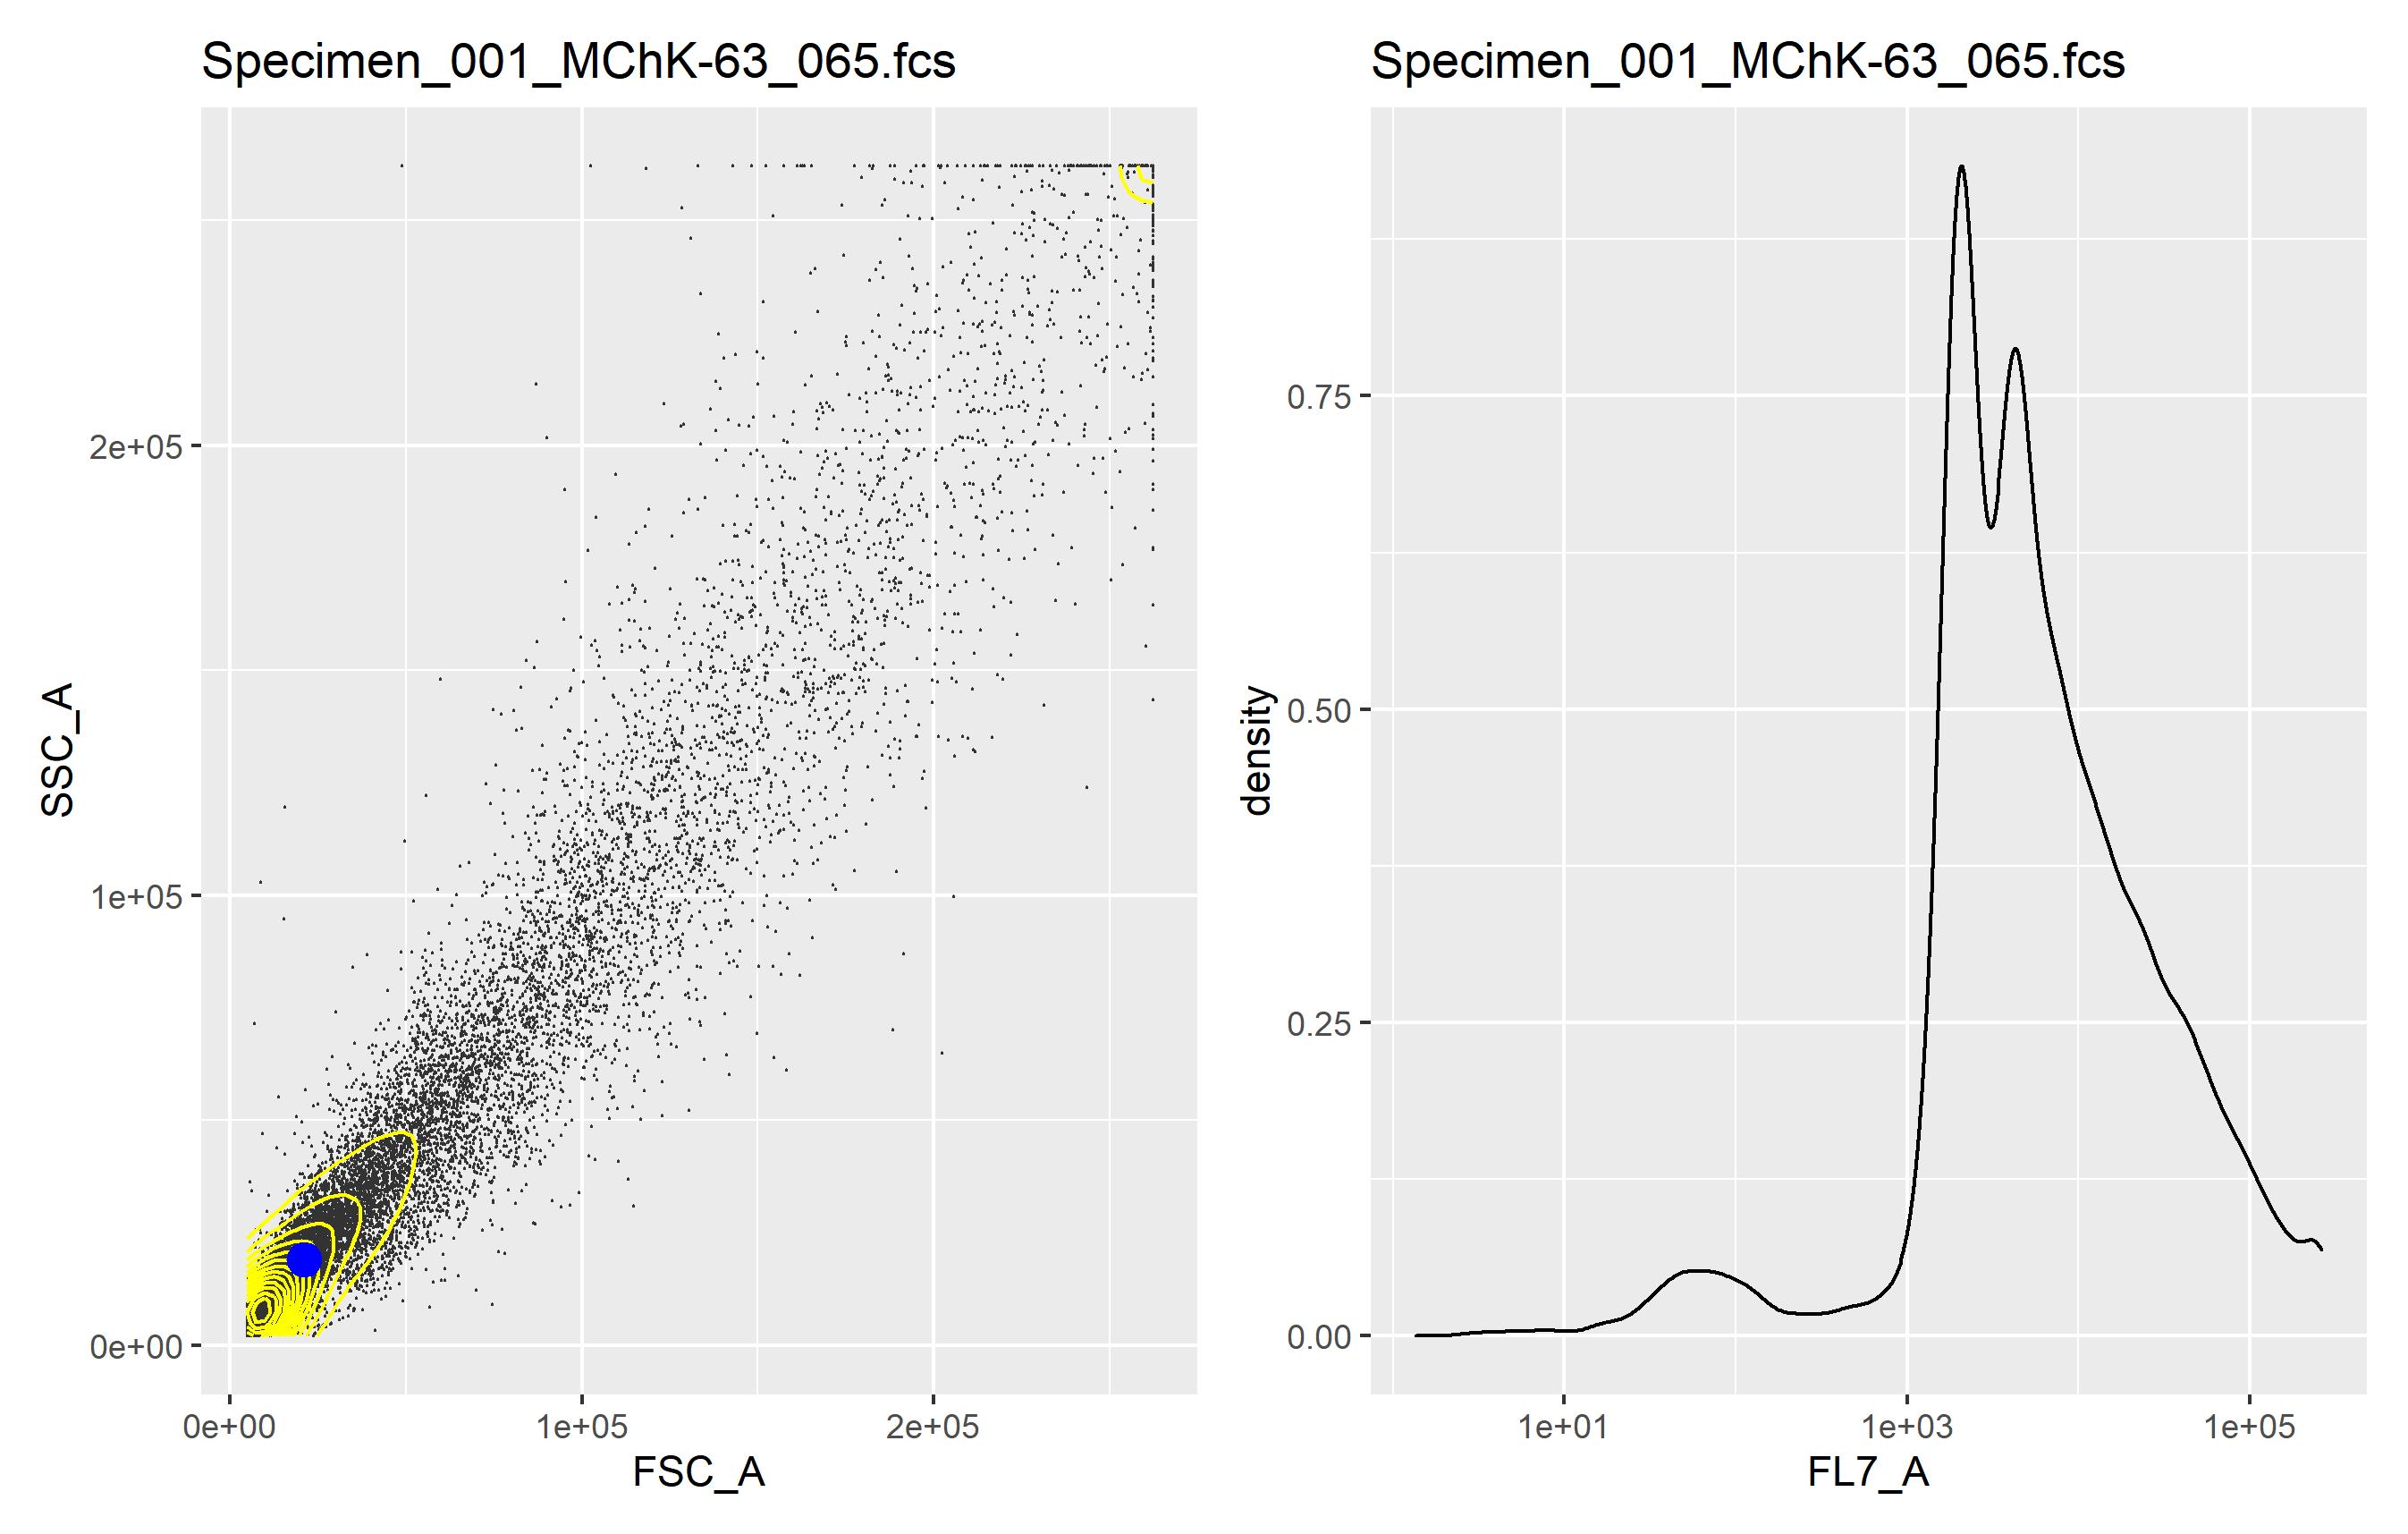 Specimen_001_MChK-63_065.fcs
SSC_A
2e+05
1e+05
0e+00
0e+00 1e+05 2e+05
FSC_A
Specimen_001_MChK-63_065.fcs
density
0.75
0.50
0.25
0.00
1e+01 1e+03 1e+05
FL7_A